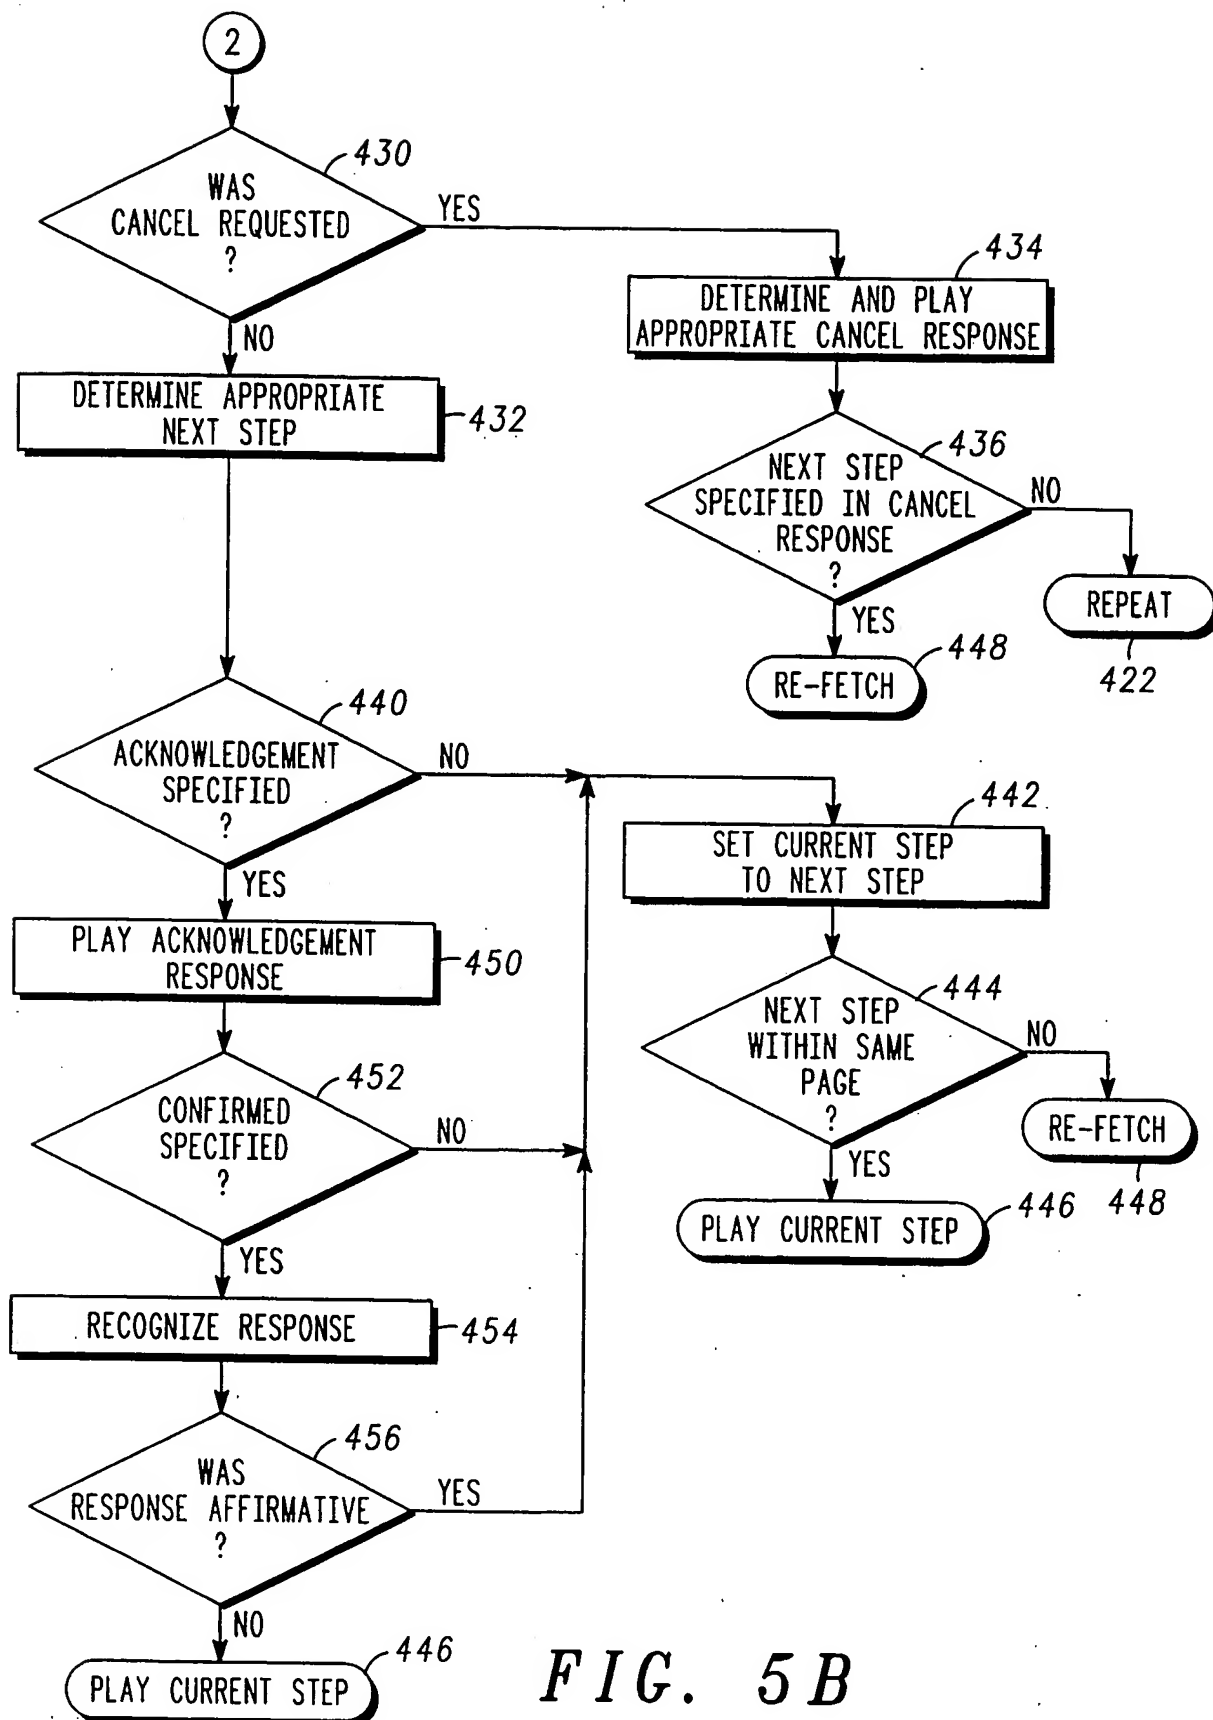 2
430
WAS
CANCEL REQUESTED
?
YES
NO
434
DETERMINE AND PLAY
APPROPRIATE CANCEL RESPONSE
DETERMINE APPROPRIATE
NEXT STEP
432
436
NEXT STEP
SPECIFIED IN CANCEL
RESPONSE
?
NO
YES
REPEAT
422
448
RE-FETCH
440
ACKNOWLEDGEMENT
SPECIFIED
?
NO
YES
442
SET CURRENT STEP
TO NEXT STEP
PLAY ACKNOWLEDGEMENT
RESPONSE
450
444
NEXT STEP
WITHIN SAME
PAGE
?
NO
YES
RE-FETCH
448
446
PLAY CURRENT STEP
452
CONFIRMED
SPECIFIED
?
NO
YES
RECOGNIZE RESPONSE
454
456
WAS
RESPONSE AFFIRMATIVE
?
YES
NO
446
PLAY CURRENT STEP
FIG. 5B